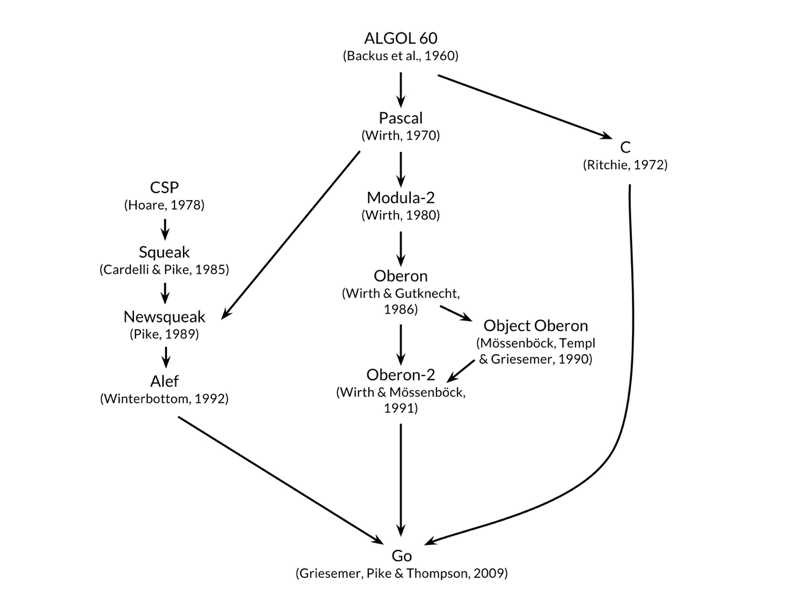 ALGOL 60
(Backus et al., 1960)
Pascal
(Wirth, 1970)
C
(Ritchie, 1972)
CSP
(Hoare, 1978)
Modula-2
(Wirth, 1980)
Squeak
(Cardelli & Pike, 1985)
Oberon
(Wirth & Gutknecht,
1986)
Newsqueak
(Pike, 1989)
Object Oberon
(Mössenböck, Templ
& Griesemer, 1990)
Alef
(Winterbottom, 1992)
Oberon-2
(Wirth & Mössenböck,
1991)
Go
(Griesemer, Pike & Thompson, 2009)